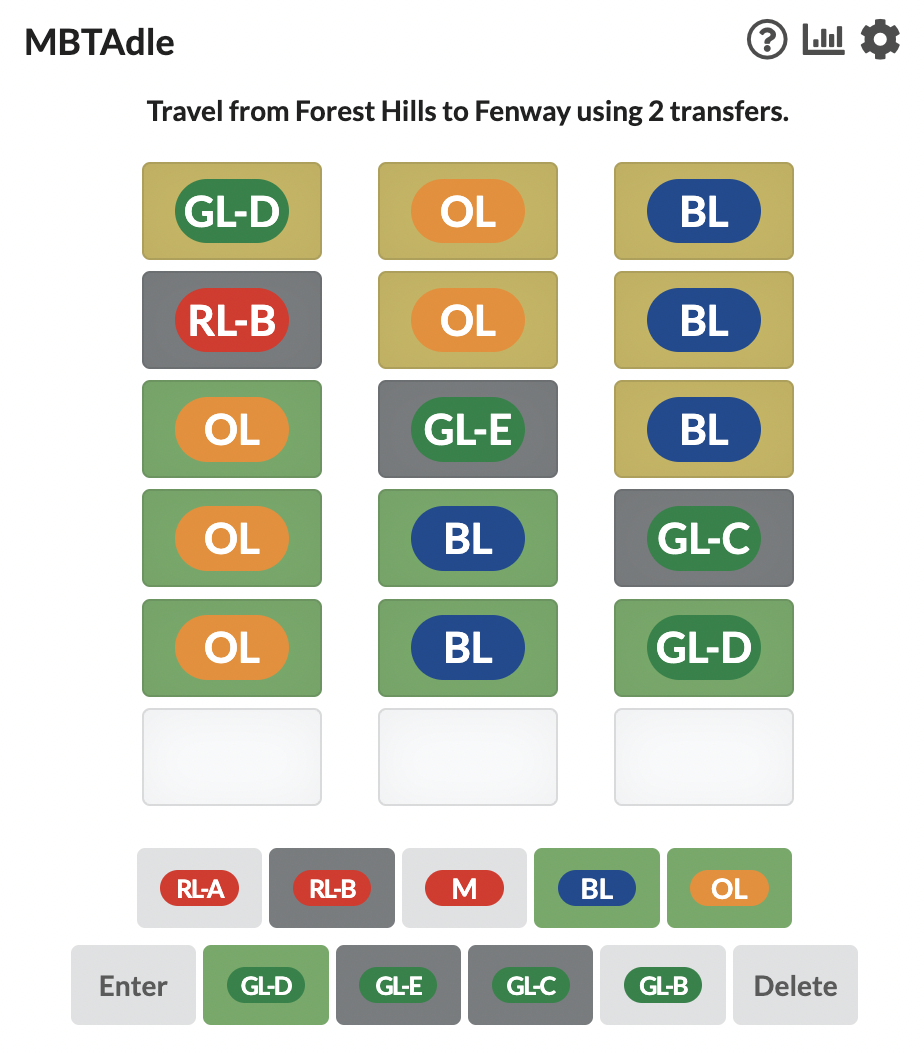 MBTAdle
Travel from Forest Hills to Fenway using 2 transfers.
GL-D OL BL
RL-B OL BL
OL GL-E BL
OL BL GL-C
OL BL GL-D
RL-A RL-B M BL OL
Enter GL-D GL-E GL-C GL-B Delete